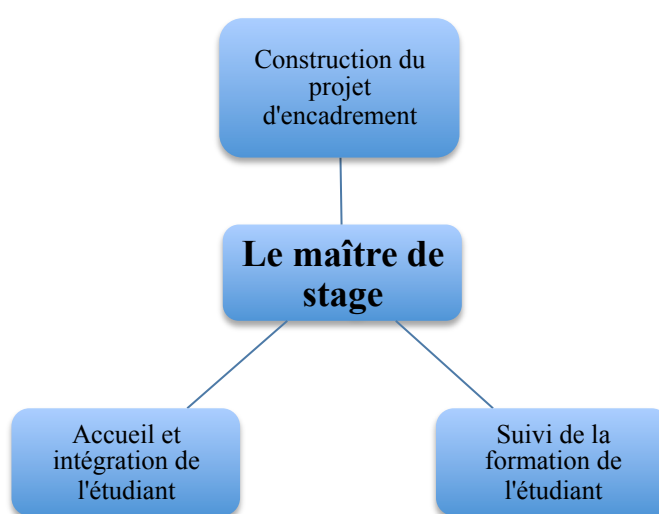 Construction du
projet
d'encadrement
Le maître de
stage
Accueil et
intégration de
l'étudiant
Suivi de la
formation de
l'étudiant